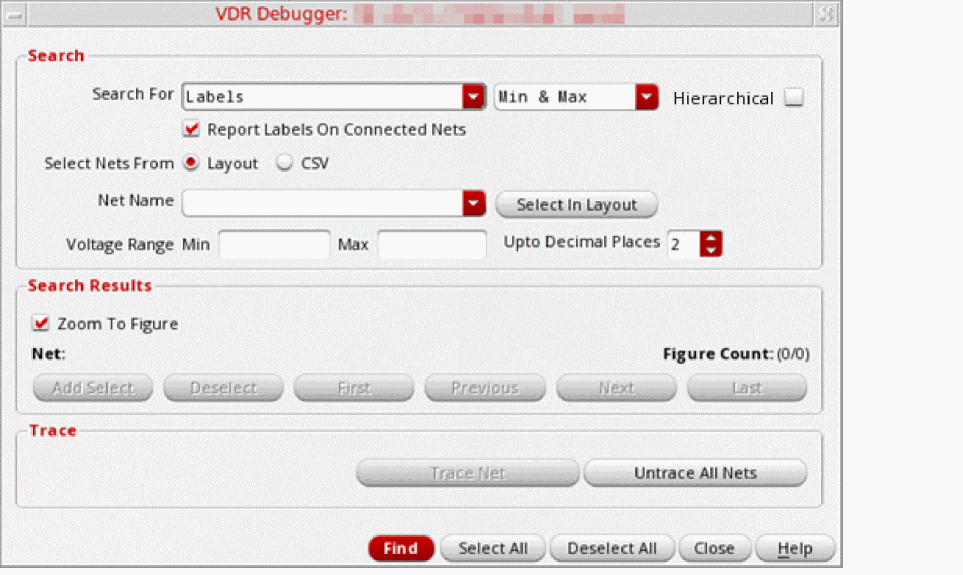 VDR Debugger:
Search
Search For Labels Min & Max Hierarchical
Report Labels On Connected Nets
Select Nets From Layout CSV
Net Name Select In Layout
Voltage Range Min Max Upto Decimal Places 2
Search Results
Zoom To Figure
Net: Figure Count: (0/0)
Add Select Deselect First Previous Next Last
Trace
Trace Net Untrace All Nets
Find Select All Deselect All Close Help